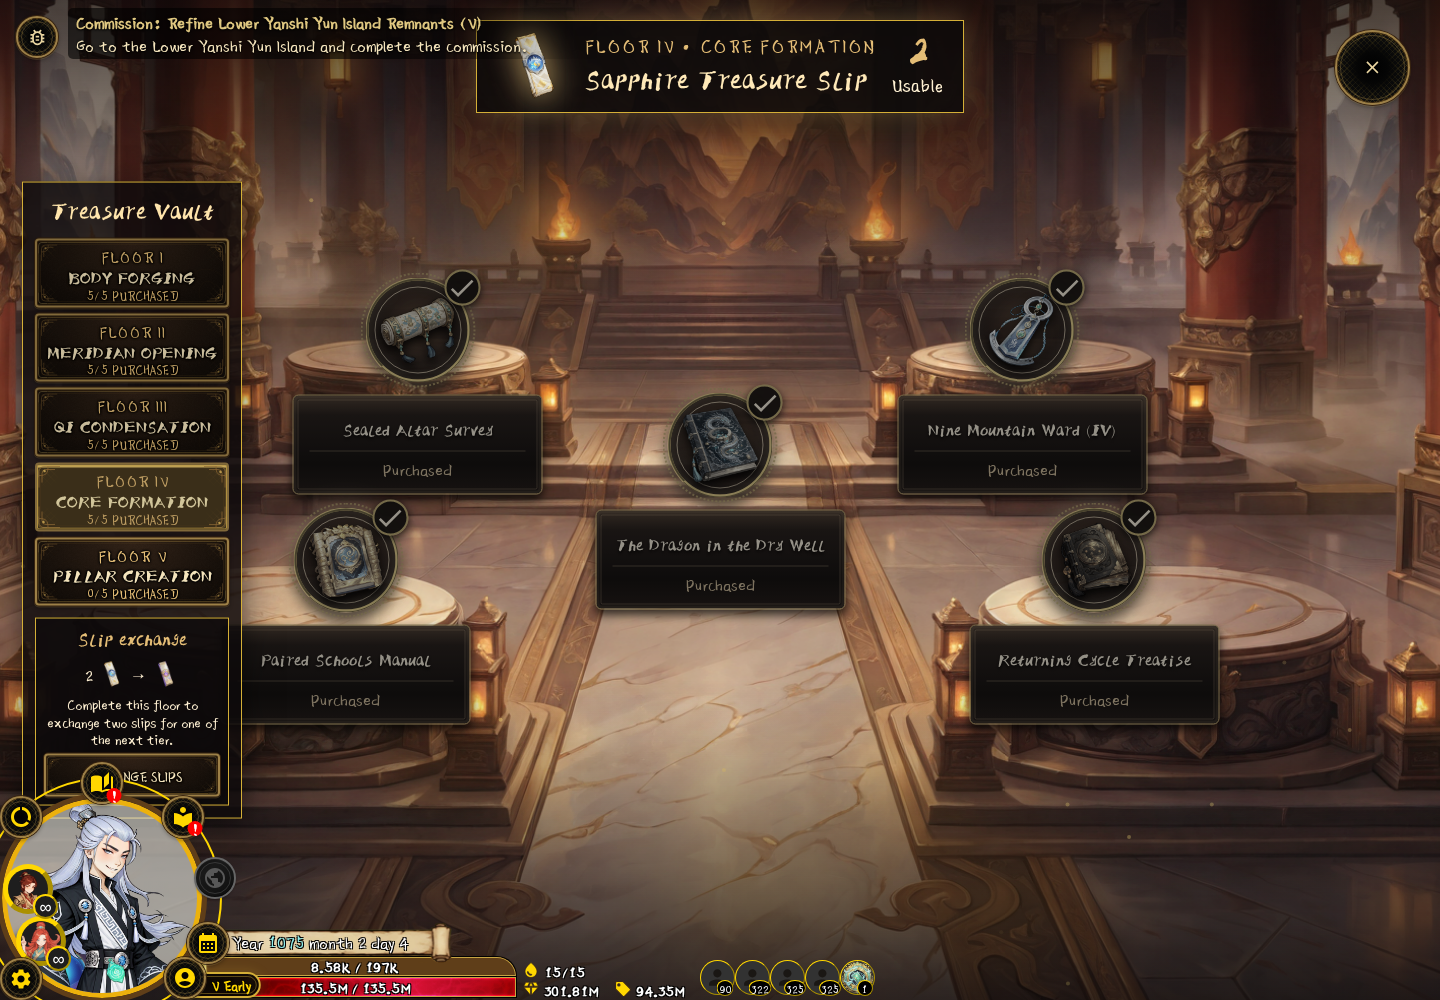 Commission: Refine Lower Yanshi Yun Island Remnants (V)
Go to the Lower Yanshi Yun Island and complete the commission.
FLOOR IV • CORE FORMATION
Sapphire Treasure Slip
2
Usable
Treasure Vault
FLOOR I
BODY FORGING
5/5 PURCHASED
FLOOR II
MERIDIAN OPENING
5/5 PURCHASED
FLOOR III
QI CONDENSATION
5/5 PURCHASED
FLOOR IV
CORE FORMATION
5/5 PURCHASED
FLOOR V
PILLAR CREATION
0/5 PURCHASED
Slip exchange
2 →
Complete this floor to
exchange two slips for one of
the next tier.
NGE SLIPS
Sealed Altar Survey
Purchased
Nine Mountain Ward (IV)
Purchased
The Dragon in the Dry Well
Purchased
Paired Schools Manual
Purchased
Returning Cycle Treatise
Purchased
∞
∞
Year 1075 month 2 day 4
8.58K / 197K
V Early
135.5M / 135.5M
15/15
301.81M
94.35M
90
322
325
325
1